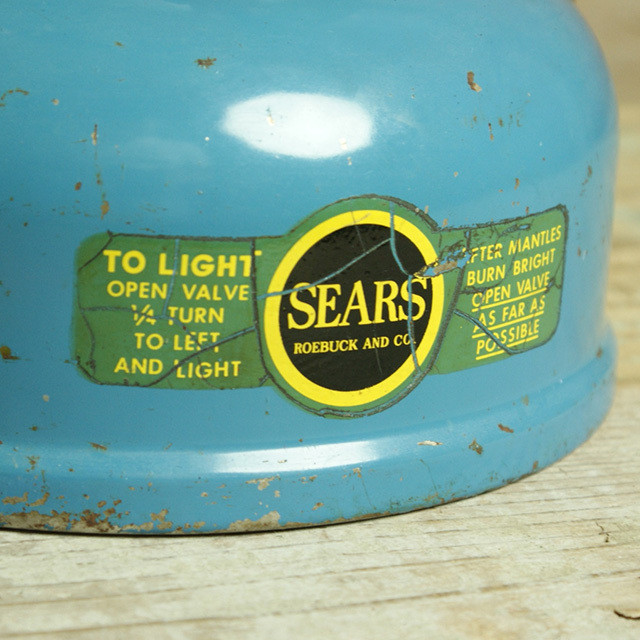 TO LIGHT
OPEN VALVE
¼ TURN
TO LEFT
AND LIGHT
SEARS
ROEBUCK AND CO.
FTER MANTLES
BURN BRIGHT
OPEN VALVE
AS FAR AS
POSSIBLE